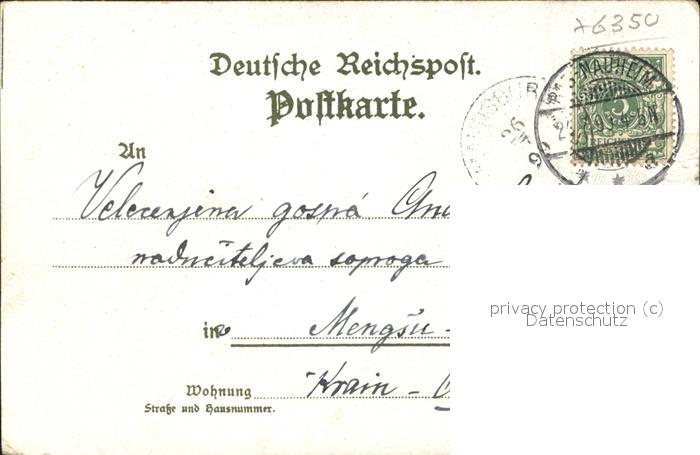 +6350
Deutsche Reichspost.
Postkarte.
NAUHEIM
An
Velecenjena gospá
nadučiteljeva soproga
privacy protection (c)
Datenschutz
in Mengšu -
Wohnung Krain -
Straße und Hausnummer.